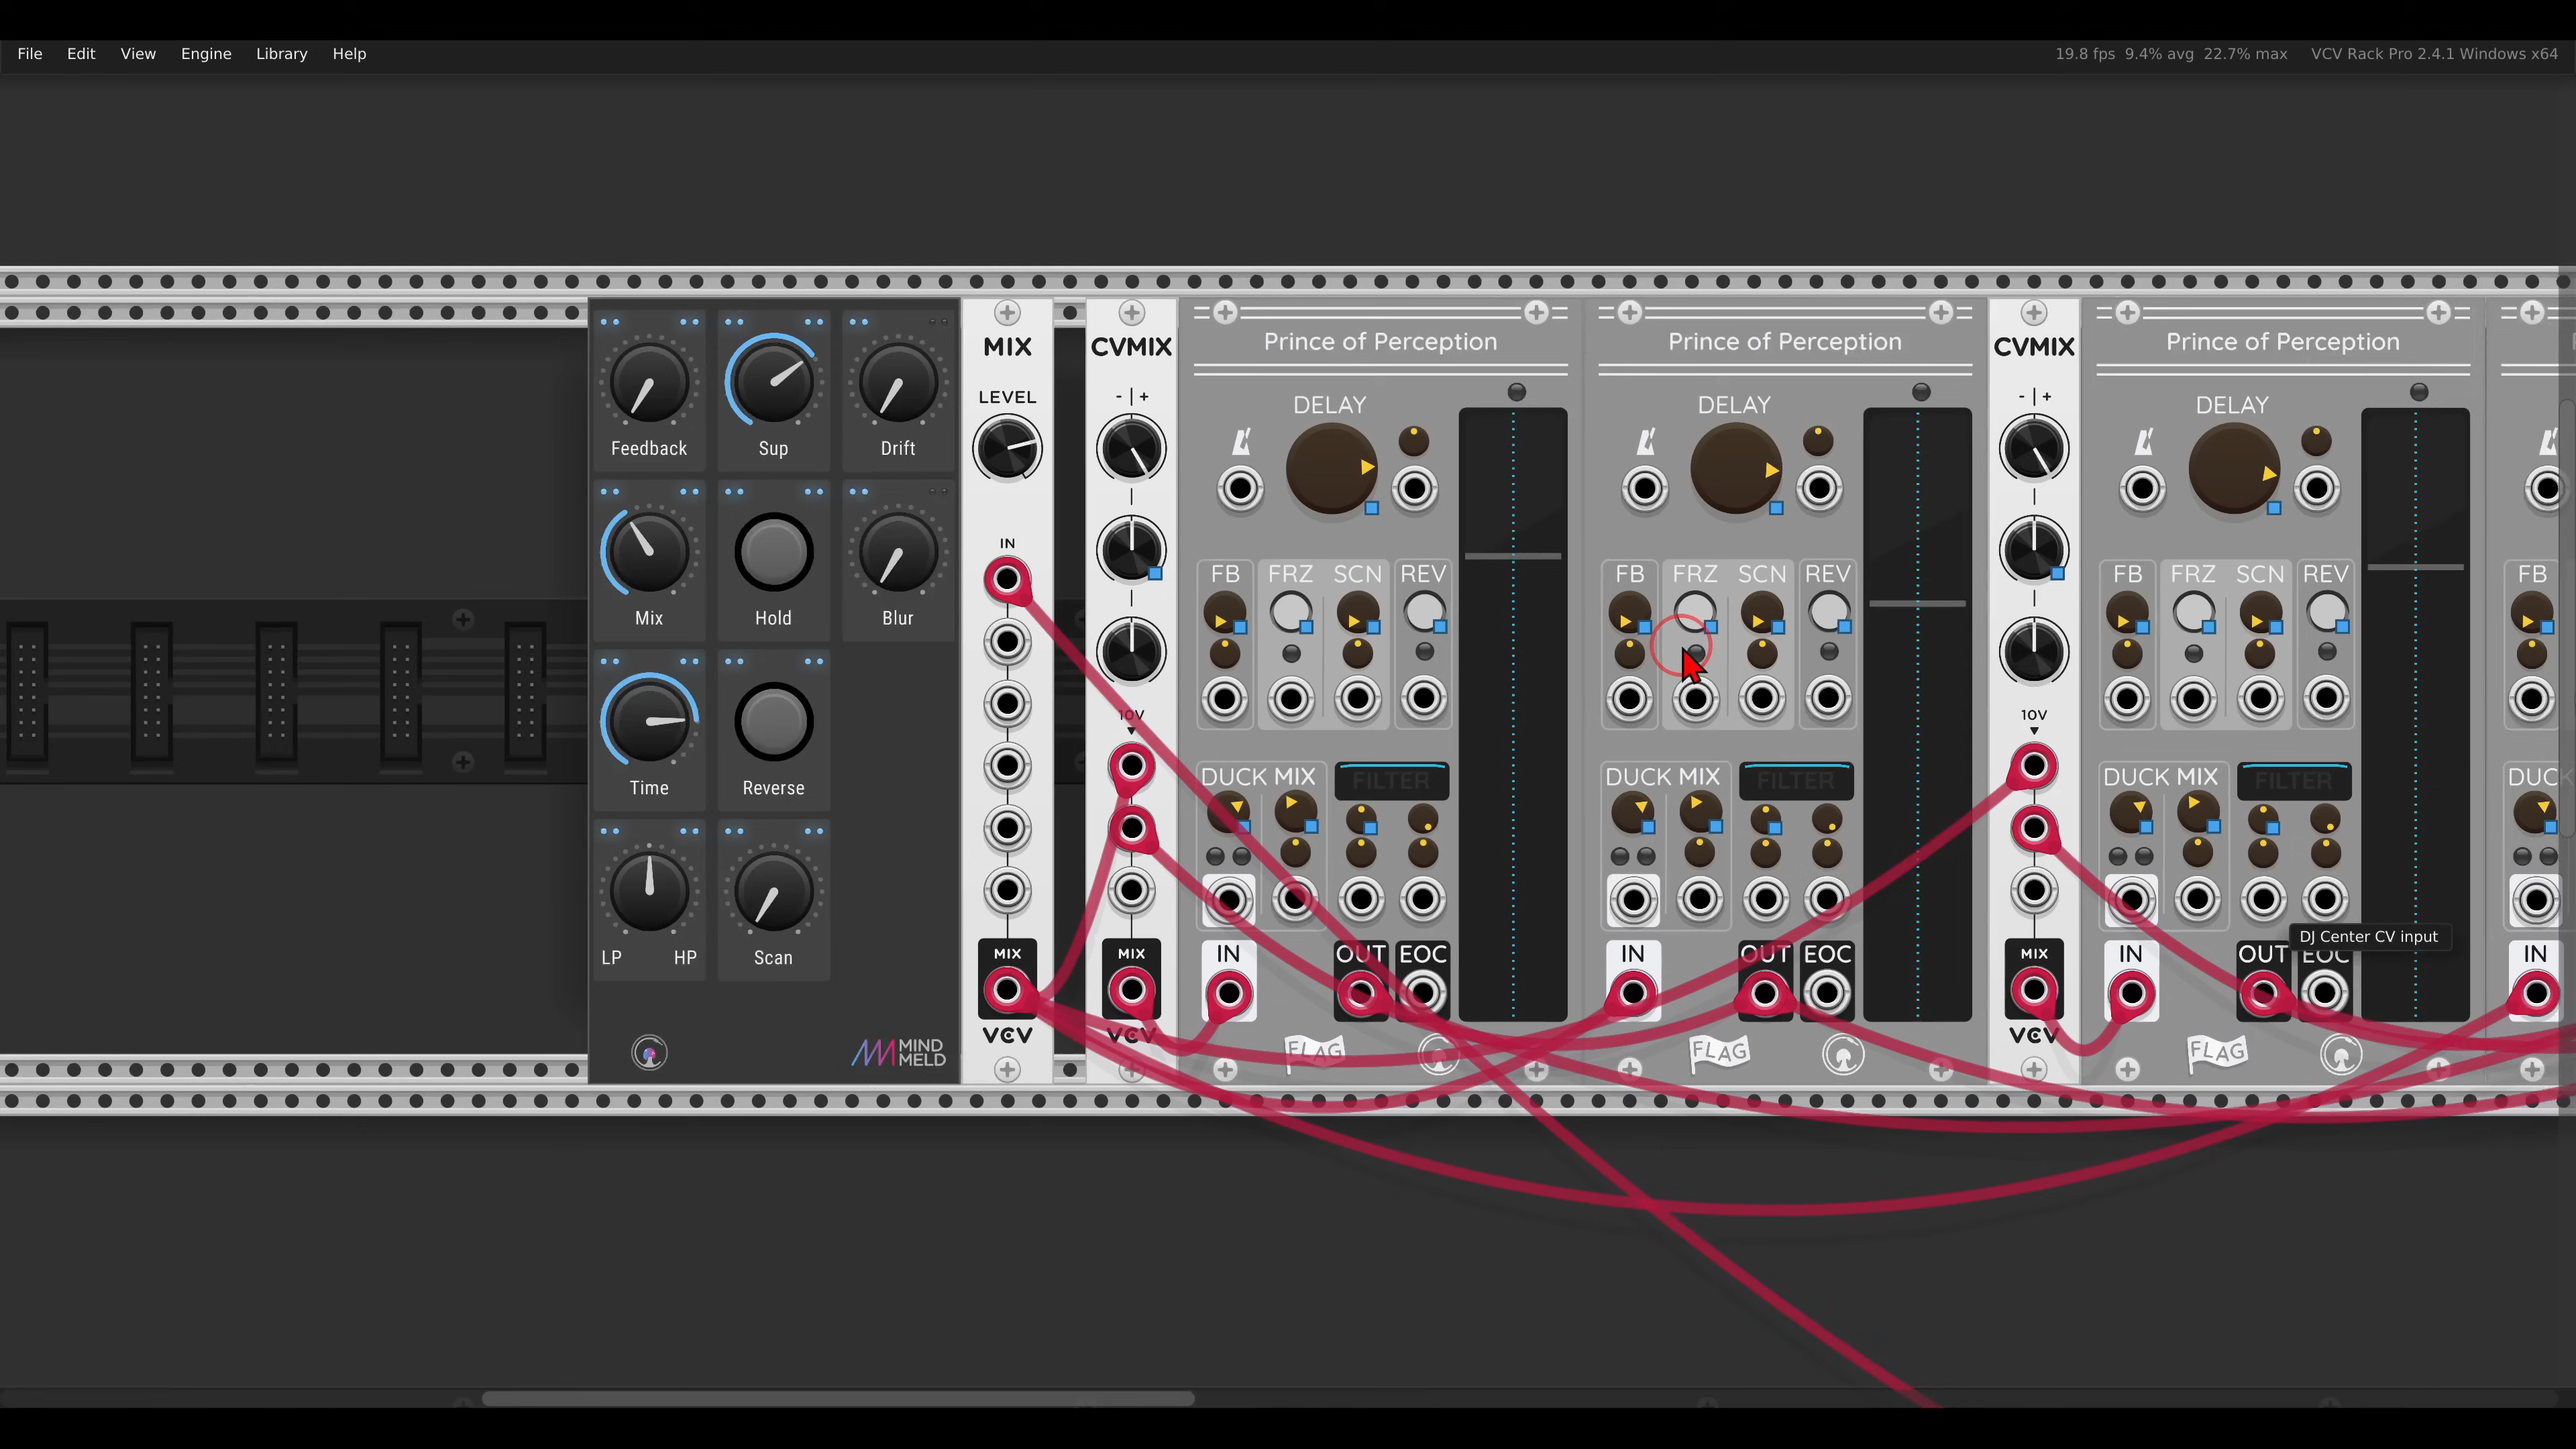 File Edit View Engine Library Help
19.8 fps 9.4% avg 22.7% max VCV Rack Pro 2.4.1 Windows x64
Feedback Sup Drift
Mix Hold Blur
Time Reverse
LP HP Scan
MIND
MELD
MIX
LEVEL
IN
MIX
VCV
CVMIX
- | +
10V
MIX
VCV
Prince of Perception
DELAY
FB FRZ SCN REV
DUCK MIX FILTER
IN OUT EOC
FLAG
Prince of Perception
DELAY
FB FRZ SCN REV
DUCK MIX FILTER
IN OUT EOC
FLAG
CVMIX
- | +
10V
MIX
VCV
Prince of Perception
DELAY
FB FRZ SCN REV
DUCK MIX FILTER
DJ Center CV input
IN OUT EOC
FLAG
FB
IN